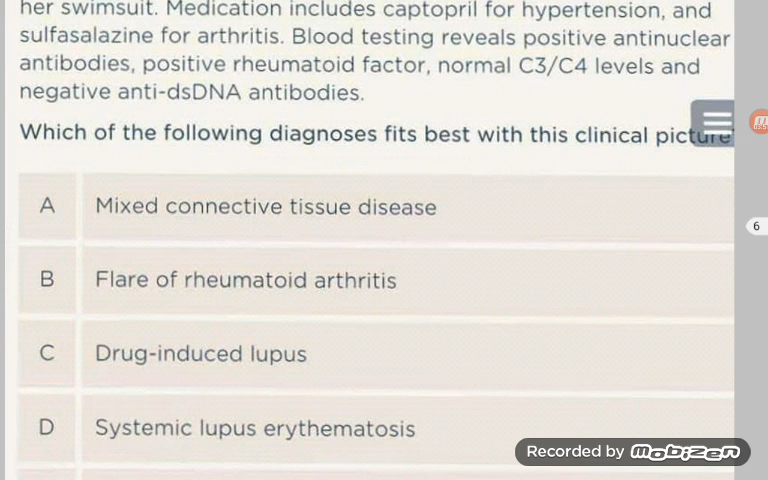 her swimsuit. Medication includes captopril for hypertension, and
sulfasalazine for arthritis. Blood testing reveals positive antinuclear
antibodies, positive rheumatoid factor, normal C3/C4 levels and
negative anti-dsDNA antibodies.
Which of the following diagnoses fits best with this clinical picture
A Mixed connective tissue disease
6
B Flare of rheumatoid arthritis
C Drug-induced lupus
D Systemic lupus erythematosis
Recorded by Mobizen